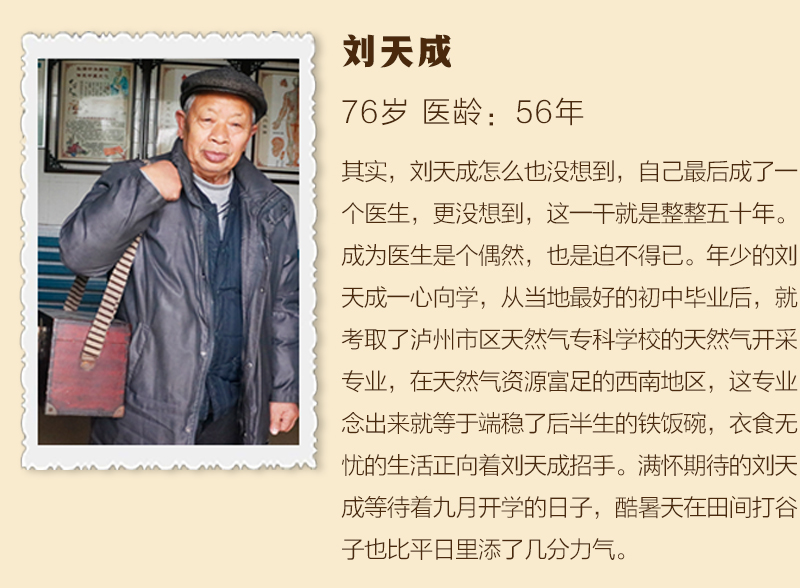 刘天成
76岁 医龄：56年
其实，刘天成怎么也没想到，自己最后成了一
个医生，更没想到，这一干就是整整五十年。
成为医生是个偶然，也是迫不得已。年少的刘
天成一心向学，从当地最好的初中毕业后，就
考取了泸州市区天然气专科学校的天然气开采
专业，在天然气资源富足的西南地区，这专业
念出来就等于端稳了后半生的铁饭碗，衣食无
忧的生活正向着刘天成招手。满怀期待的刘天
成等待着九月开学的日子，酷暑天在田间打谷
子也比平日里添了几分力气。